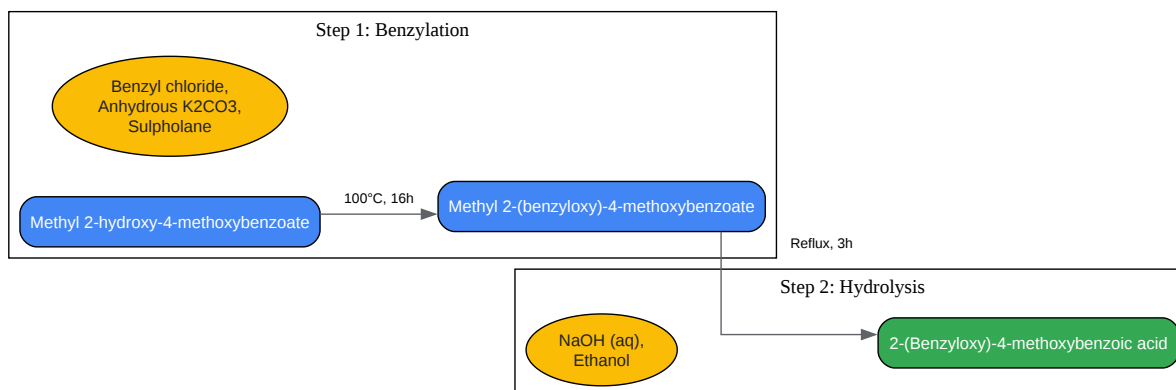 Step 1: Benzylation
Benzyl chloride,
Anhydrous K2CO3,
Sulpholane
Methyl 2-hydroxy-4-methoxybenzoate
100°C, 16h
Methyl 2-(benzyloxy)-4-methoxybenzoate
Reflux, 3h
Step 2: Hydrolysis
NaOH (aq),
Ethanol
2-(Benzyloxy)-4-methoxybenzoic acid